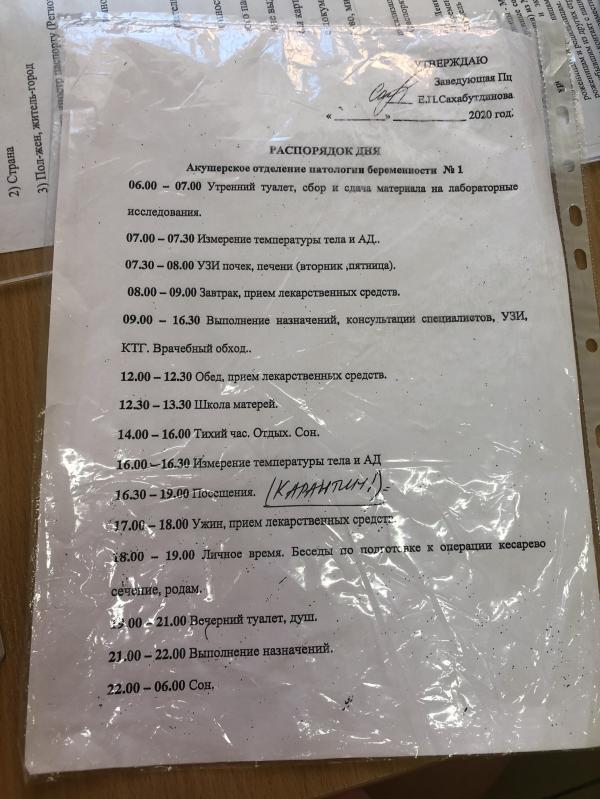 2) Страна
3) Пол-жен, житель-город
УТВЕРЖДАЮ
Заведующая Пц
Е.П.Сахабутдинова
« ________ » ____________ 2020 год.
РАСПОРЯДОК ДНЯ
Акушерское отделение патологии беременности № 1
06.00 – 07.00 Утренний туалет, сбор и сдача материала на лабораторные
исследования.
07.00 – 07.30 Измерение температуры тела и АД..
07.30 – 08.00 УЗИ почек, печени (вторник ,пятница).
08.00 – 09.00 Завтрак, прием лекарственных средств.
09.00 – 16.30 Выполнение назначений, консультации специалистов, УЗИ,
КТГ. Врачебный обход..
12.00 – 12.30 Обед, прием лекарственных средств.
12.30 – 13.30 Школа матерей.
14.00 – 16.00 Тихий час. Отдых. Сон.
16.00 – 16.30 Измерение температуры тела и АД
16.30 – 19.00 Посещения. (КАРАНТИН!)
17.00 – 18.00 Ужин, прием лекарственных средств.
18.00 – 19.00 Личное время. Беседы по подготовке к операции кесарево
сечение, родам.
19.00 – 21.00 Вечерний туалет, душ.
21.00 – 22.00 Выполнение назначений.
22.00 – 06.00 Сон.